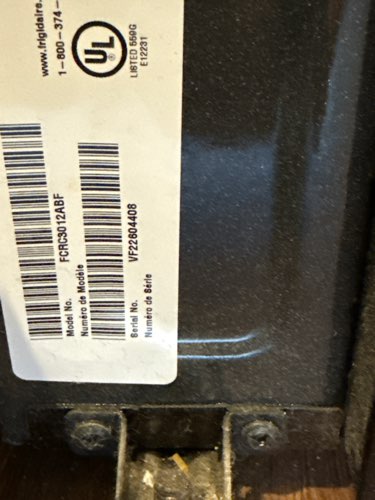 www.frigidaire.
1-800-374-
UL
LISTED 559G
E12231
FCRC3012ABF
Model No.
Numéro de Modèle
VF22604408
Serial No.
Numéro de Série